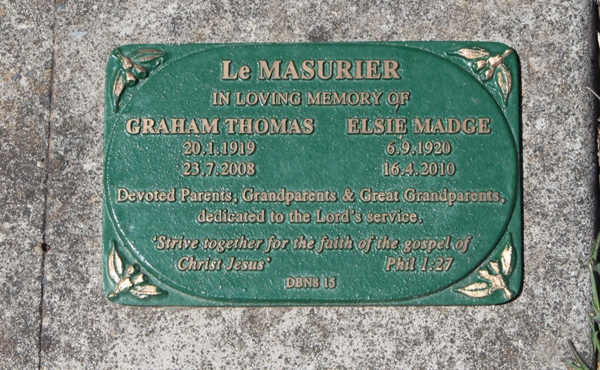 Le MASURIER
IN LOVING MEMORY OF
GRAHAM THOMAS ELSIE MADGE
20.1.1919 6.9.1920
23.7.2008 16.4.2010
Devoted Parents, Grandparents & Great Grandparents,
dedicated to the Lord's service.
'Strive together for the faith of the gospel of
Christ Jesus' Phil 1:27
DBN8 15